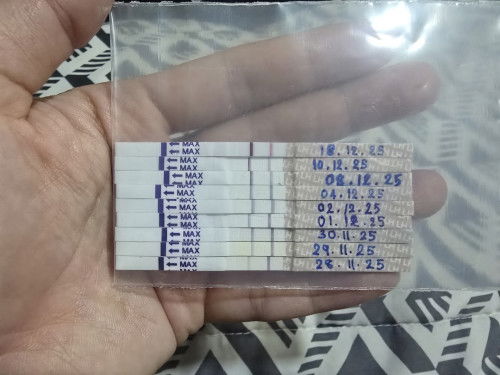 ← MAX 18.12.25
← MAX 10.12.25
← MAX 08.12.25
← MAX 04.12.25
← MAX 02.12.25
← MAX 01.12.25
← MAX 30.11.25
← MAX 29.11.25
← MAX 28.11.25